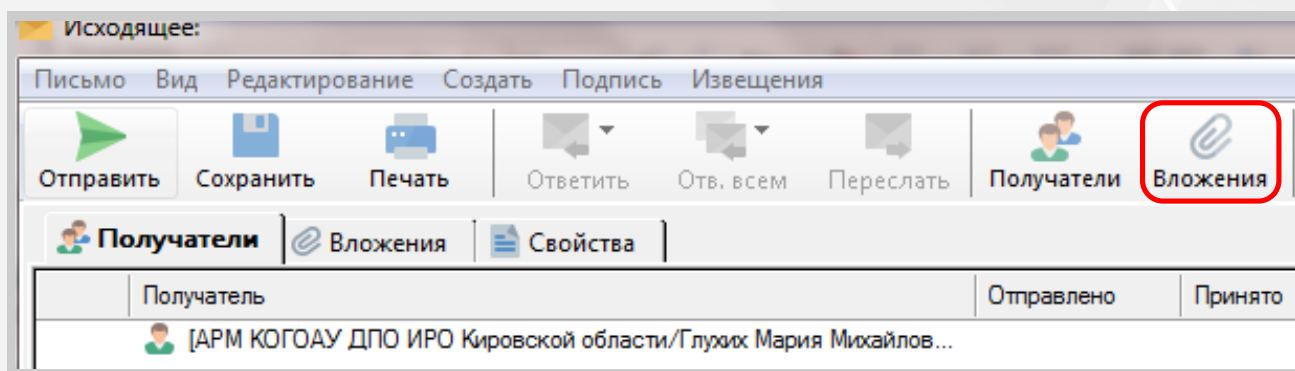 Исходящее:
Письмо Вид Редактирование Создать Подпись Извещения
Отправить Сохранить Печать Ответить Отв. всем Переслать Получатели Вложения
Получатели Вложения Свойства
Получатель Отправлено Принято
[АРМ КОГОАУ ДПО ИРО Кировской области/Глухих Мария Михайлов...